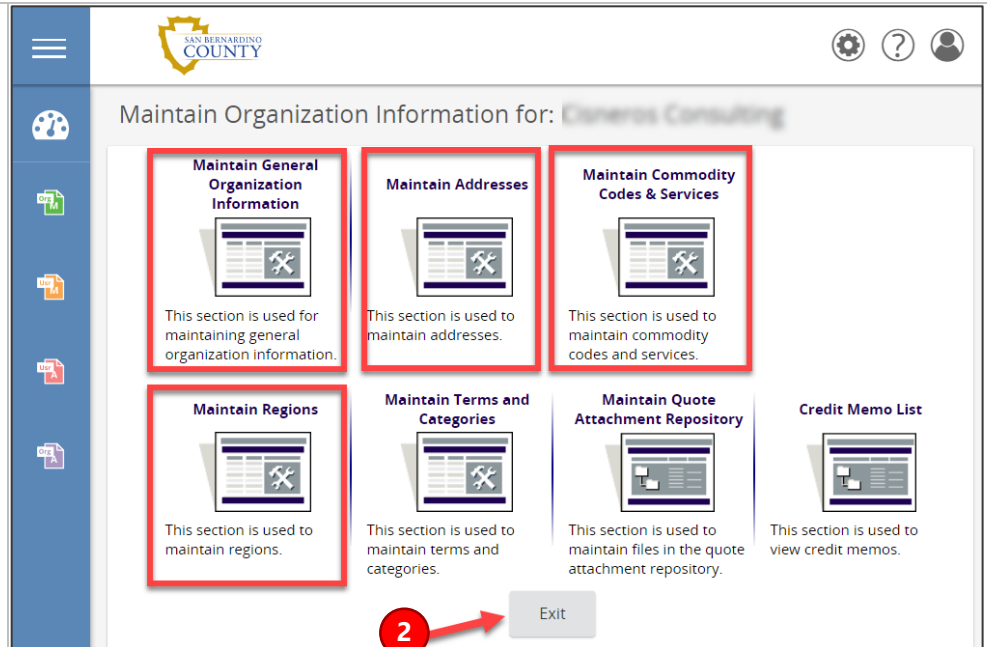 SAN BERNARDINO
COUNTY
Maintain Organization Information for:
Maintain General
Organization
Information
This section is used for
maintaining general
organization information.
Maintain Addresses
This section is used to
maintain addresses.
Maintain Commodity
Codes & Services
This section is used to
maintain commodity
codes and services.
Maintain Regions
This section is used to
maintain regions.
Maintain Terms and
Categories
This section is used to
maintain terms and
categories.
Maintain Quote
Attachment Repository
This section is used to
maintain files in the quote
attachment repository.
Credit Memo List
This section is used to
view credit memos.
Org
M
Usr
M
Usr
A
Org
A
2
Exit